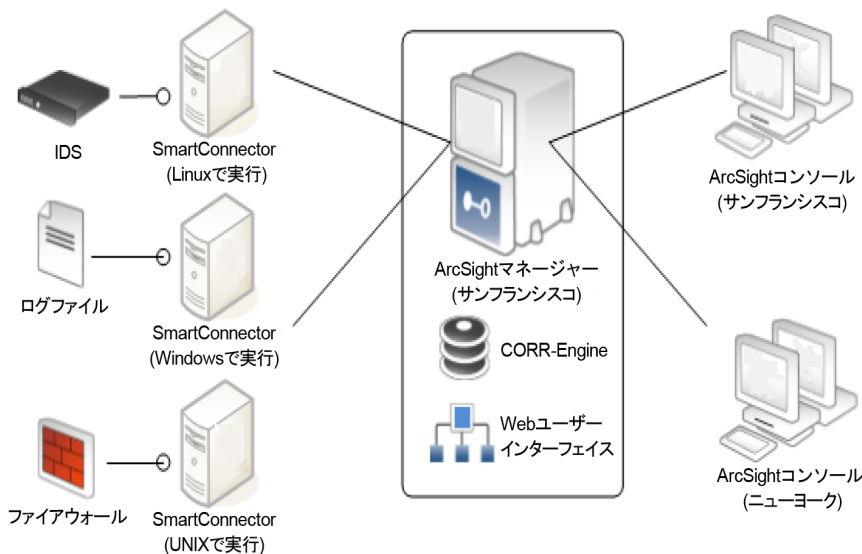 IDS
SmartConnector
(Linuxで実行)
ログファイル
SmartConnector
(Windowsで実行)
ファイアウォール
SmartConnector
(UNIXで実行)
ArcSightマネージャー
(サンフランシスコ)
CORR-Engine
Webユーザー
インターフェイス
ArcSightコンソール
(サンフランシスコ)
ArcSightコンソール
(ニューヨーク)